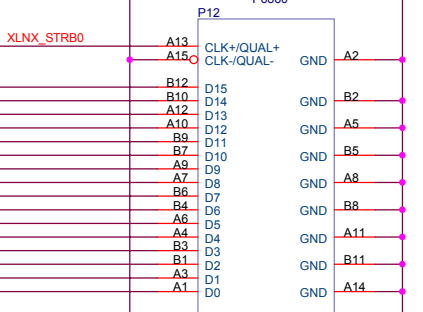 P12
XLNX_STRB0
A13 CLK+/QUAL+
A15 CLK-/QUAL- GND A2
B12 D15
B10 D14 GND B2
A12 D13
A10 D12 GND A5
B9 D11
B7 D10 GND B5
A9 D9
A7 D8 GND A8
B6 D7
B4 D6 GND B8
A6 D5
A4 D4 GND A11
B3 D3
B1 D2 GND B11
A3 D1
A1 D0 GND A14